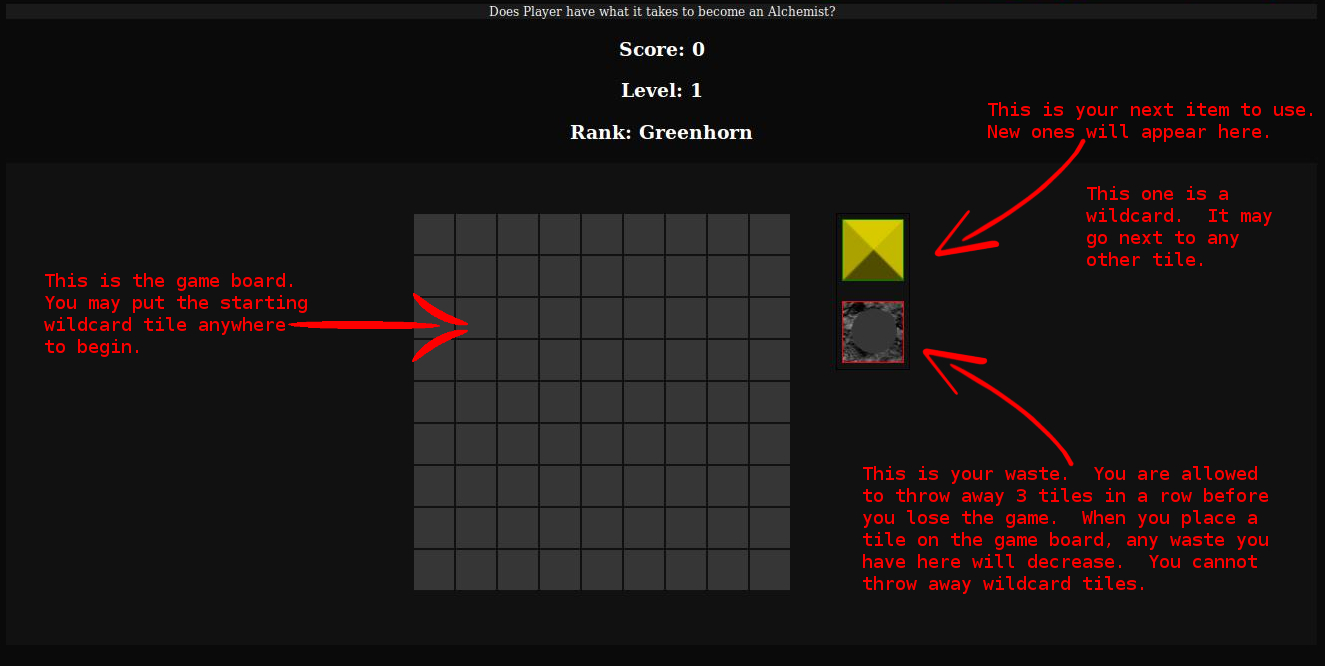 Does Player have what it takes to become an Alchemist?
Score: 0
Level: 1
Rank: Greenhorn
This is your next item to use.
New ones will appear here.
This one is a
wildcard. It may
go next to any
other tile.
This is the game board.
You may put the starting
wildcard tile anywhere
to begin.
This is your waste. You are allowed
to throw away 3 tiles in a row before
you lose the game. When you place a
tile on the game board, any waste you
have here will decrease. You cannot
throw away wildcard tiles.